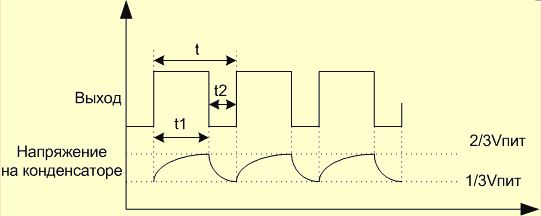 t
t2
Выход
t1
2/3Vпит
Напряжение
на конденсаторе
1/3Vпит